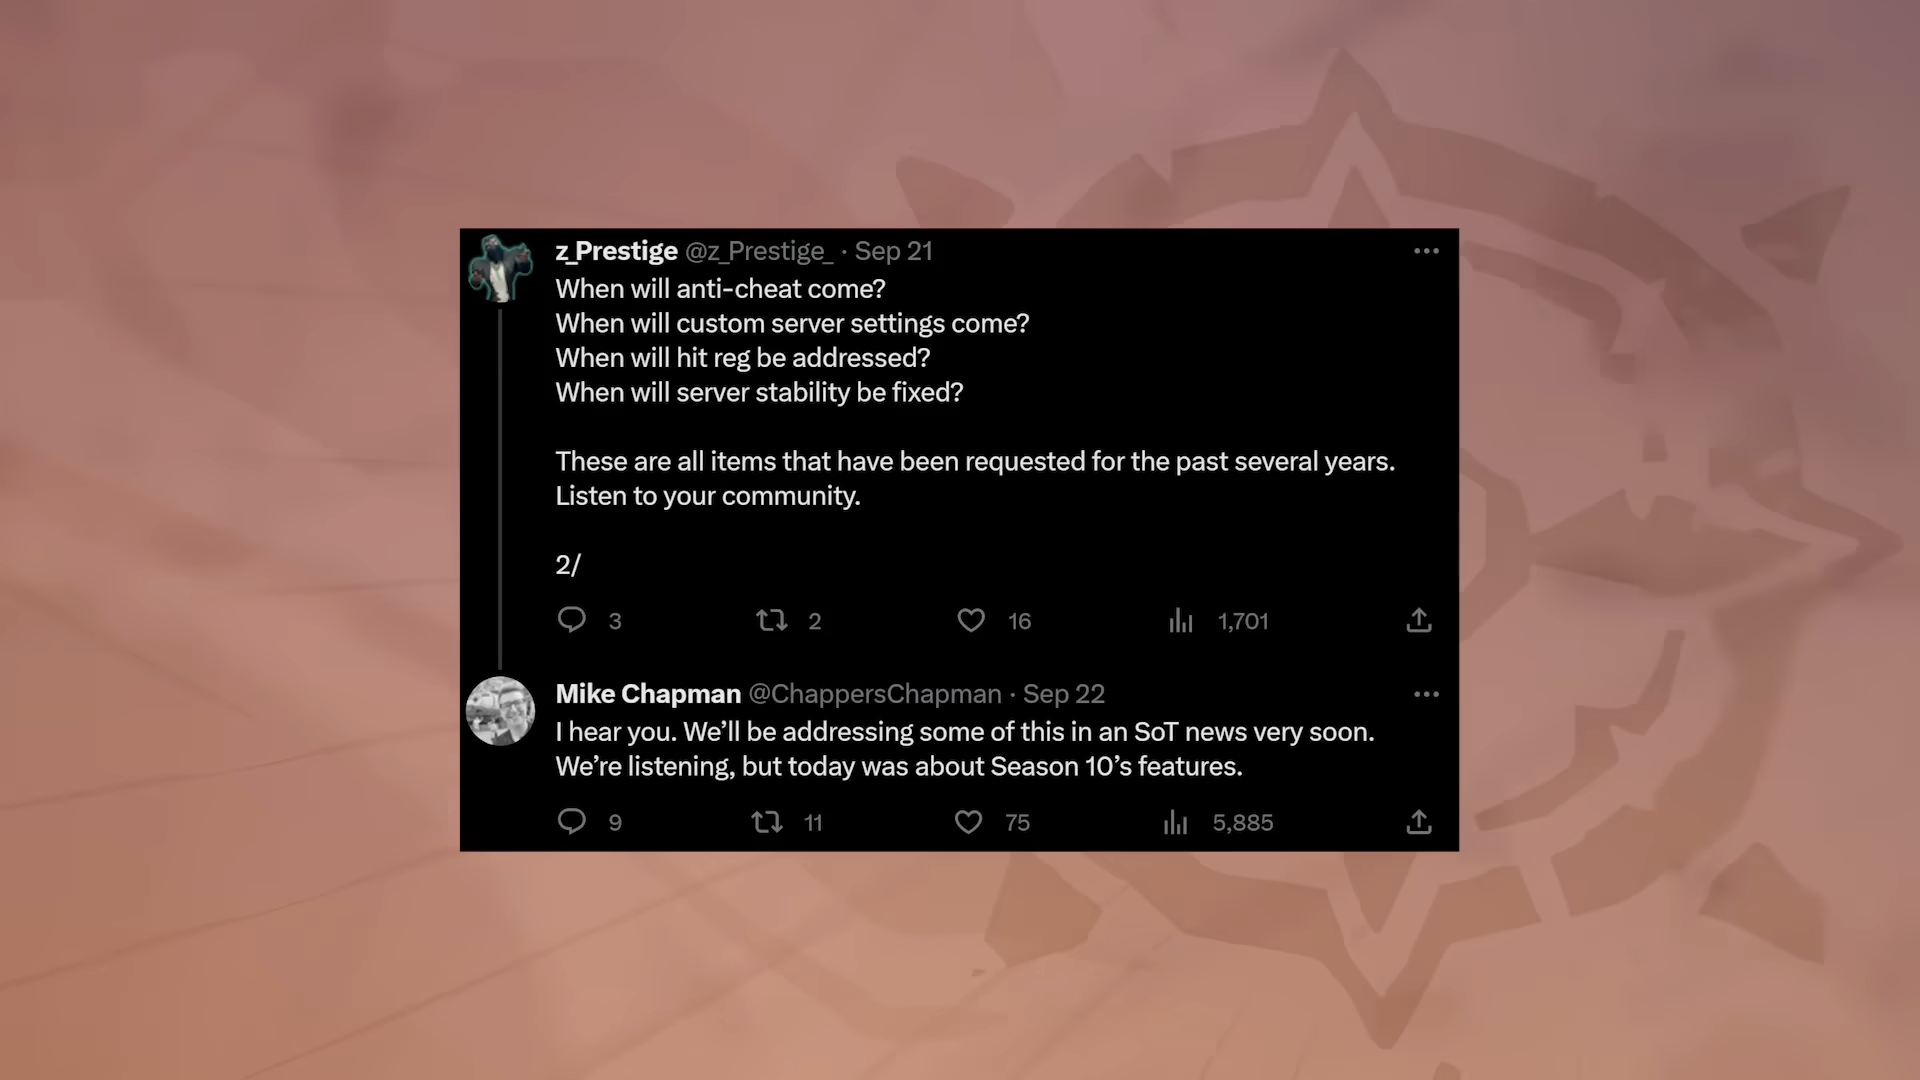 z_Prestige @z_Prestige_ · Sep 21
When will anti-cheat come?
When will custom server settings come?
When will hit reg be addressed?
When will server stability be fixed?
These are all items that have been requested for the past several years.
Listen to your community.
2/
3 2 16 1,701
Mike Chapman @ChappersChapman · Sep 22
I hear you. We’ll be addressing some of this in an SoT news very soon.
We’re listening, but today was about Season 10’s features.
9 11 75 5,885